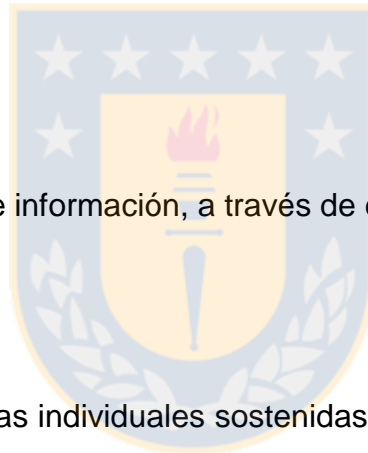 e información, a través de
as individuales sostenidas